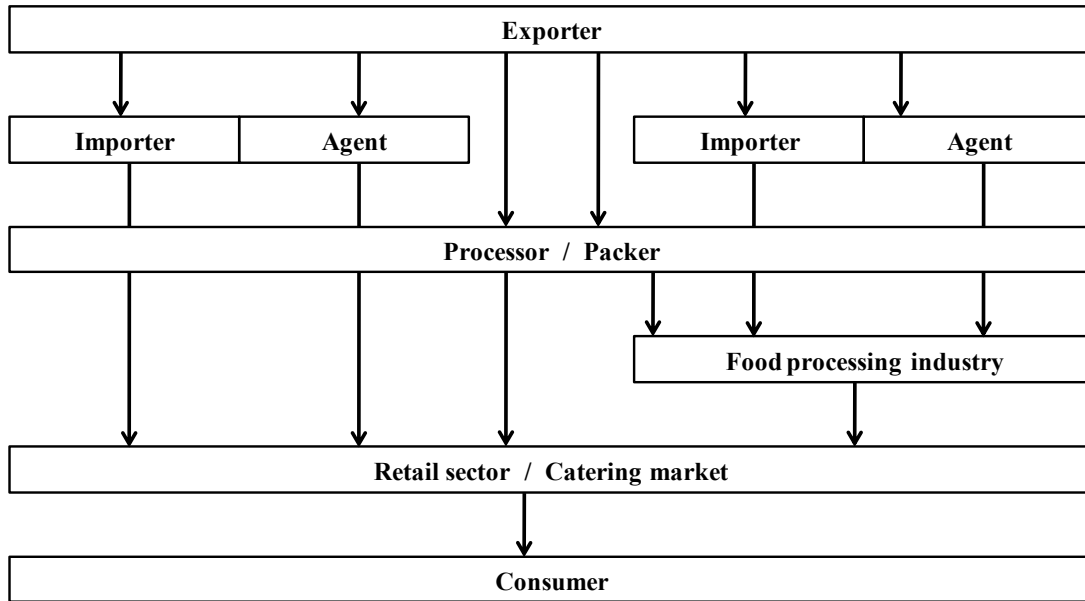 Exporter
Importer Agent Importer Agent
Processor / Packer
Food processing industry
Retail sector / Catering market
Consumer